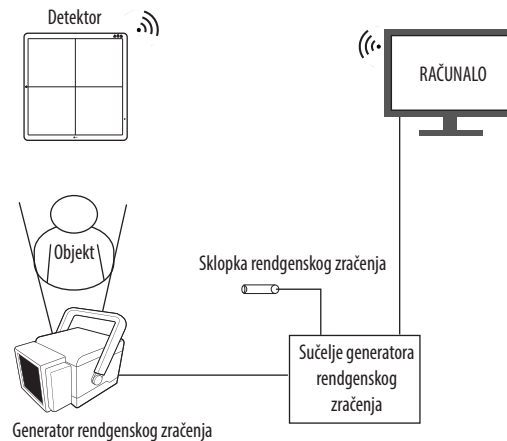 Detektor
RAČUNALO
Objekt
Sklopka rendgenskog zračenja
Sučelje generatora
rendgenskog
zračenja
Generator rendgenskog zračenja